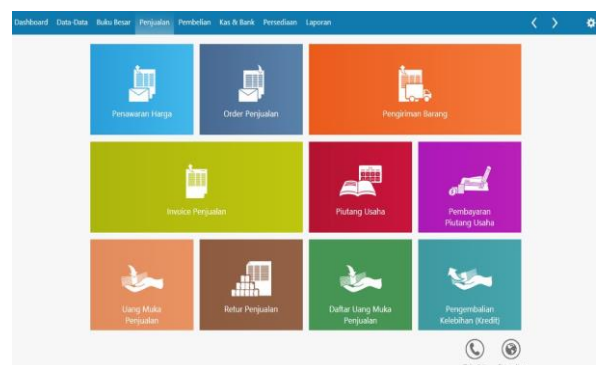 Dashboard Data-Data Buku Besar Penjualan Pembelian Kas & Bank Persediaan Laporan
Penawaran Harga
Order Penjualan
Pengiriman Barang
Invoice Penjualan
Piutang Usaha
Pembayaran
Piutang Usaha
Uang Muka
Penjualan
Retur Penjualan
Daftar Uang Muka
Penjualan
Pengembalian
Kelebihan (Kredit)